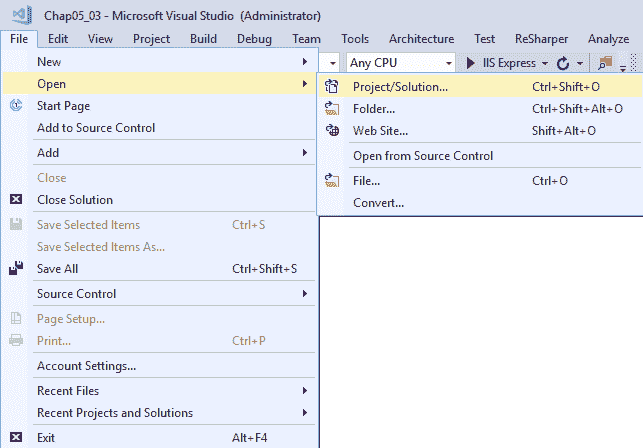 Chap05_03 - Microsoft Visual Studio (Administrator)
File Edit View Project Build Debug Team Tools Architecture Test ReSharper Analyze
Any CPU IIS Express
New
Open
Start Page
Add to Source Control
Add
Close
Close Solution
Save Selected Items Ctrl+S
Save Selected Items As...
Save All Ctrl+Shift+S
Source Control
Page Setup...
Print... Ctrl+P
Account Settings...
Recent Files
Recent Projects and Solutions
Exit Alt+F4
Project/Solution... Ctrl+Shift+O
Folder... Ctrl+Shift+Alt+O
Web Site... Shift+Alt+O
Open from Source Control
File... Ctrl+O
Convert...